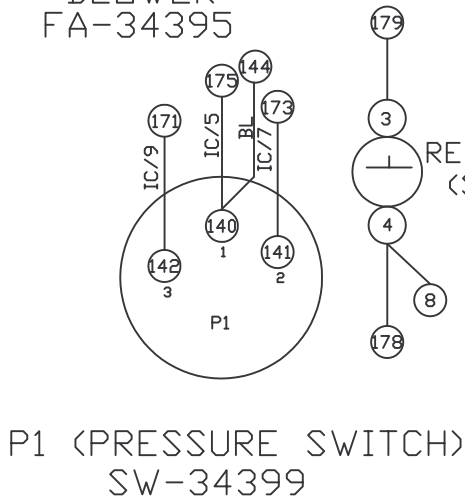 FA-34395
179
144
175
173
171
3
IC/9
IC/5
BL
IC/7
RE
140
4
1
142
141
3
2
8
P1
178
P1 (PRESSURE SWITCH)
SW-34399